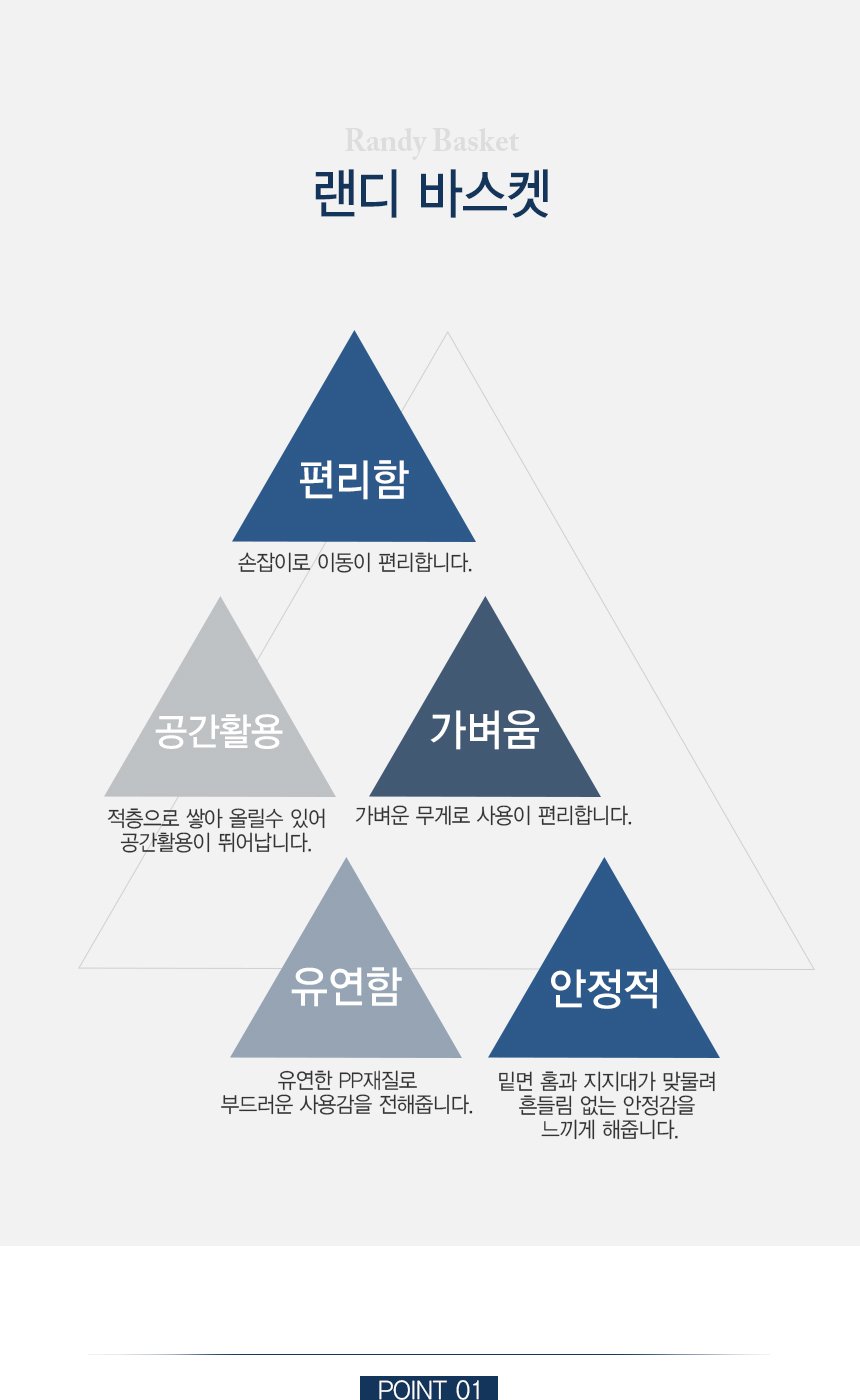 Randy Basket
랜디 바스켓
편리함
손잡이로 이동이 편리합니다.
공간활용
적층으로 쌓아 올릴수 있어
공간활용이 뛰어납니다.
가벼움
가벼운 무게로 사용이 편리합니다.
유연함
유연한 PP재질로
부드러운 사용감을 전해줍니다.
안정적
밑면 홈과 지지대가 맞물려
흔들림 없는 안정감을
느끼게 해줍니다.
POINT 01